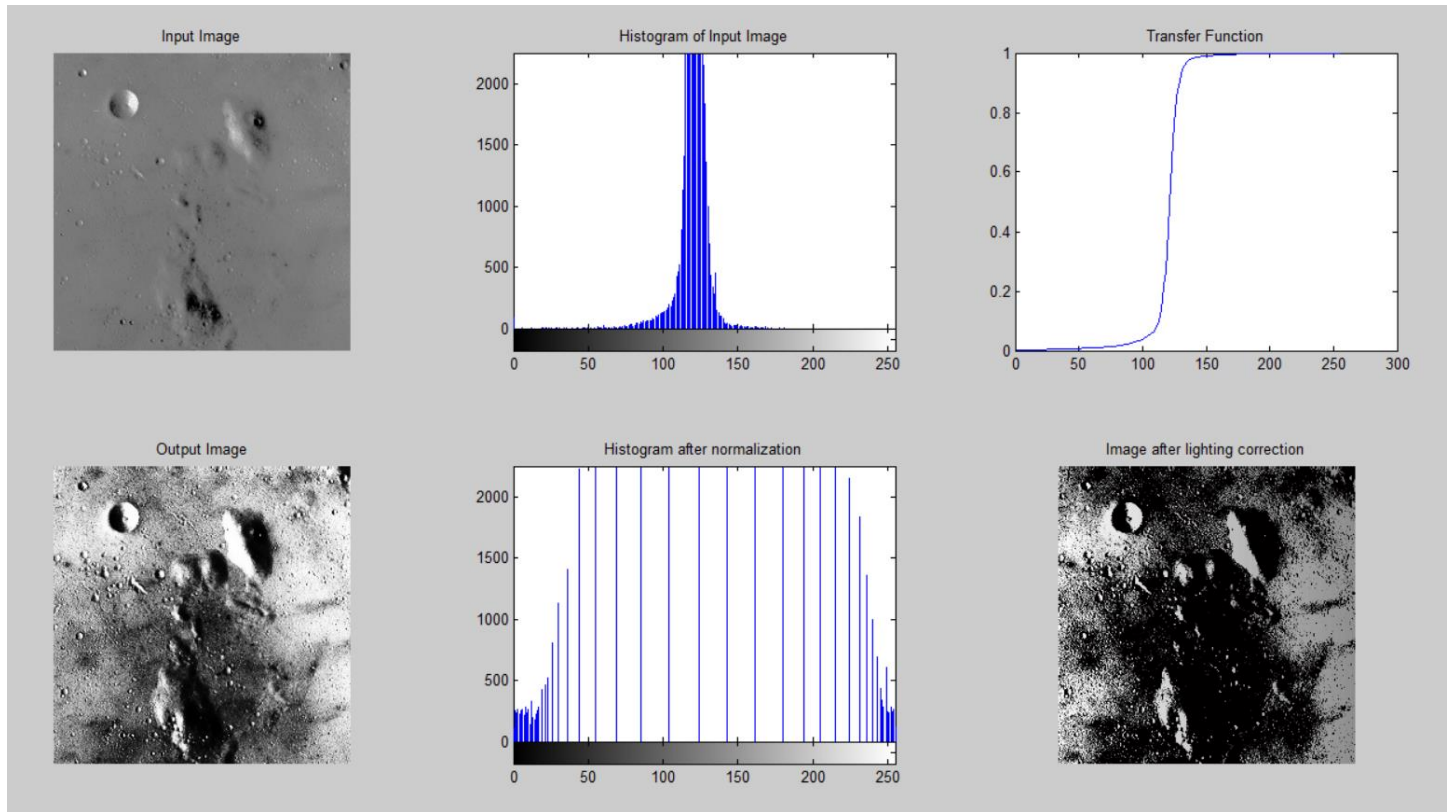 Input Image
Histogram of Input Image
Transfer Function
2000
1500
1000
500
0
0 50 100 150 200 250
1
0.8
0.6
0.4
0.2
0
0 50 100 150 200 250 300
Output Image
Histogram after normalization
Image after lighting correction
2000
1500
1000
500
0
0 50 100 150 200 250